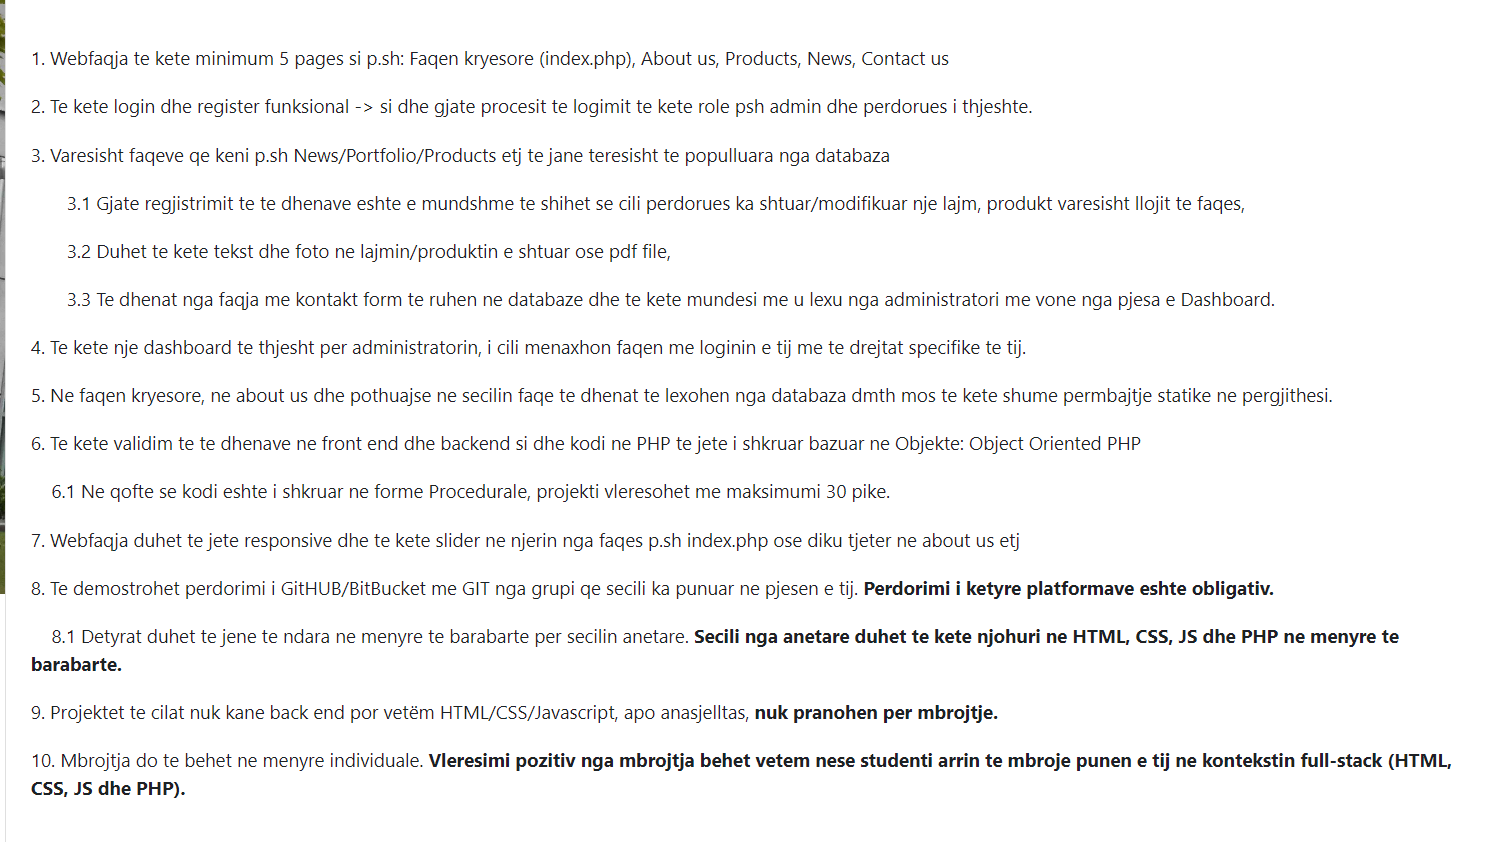 1. Webfaqja te kete minimum 5 pages si p.sh: Faqen kryesore (index.php), About us, Products, News, Contact us
2. Te kete login dhe register funksional -> si dhe gjate procesit te logimit te kete role psh admin dhe perdorues i thjeshte.
3. Varesisht faqeve qe keni p.sh News/Portfolio/Products etj te jane teresisht te populluara nga databaza
3.1 Gjate regjistrimit te te dhenave eshte e mundshme te shihet se cili perdorues ka shtuar/modifikuar nje lajm, produkt varesisht llojit te faqes,
3.2 Duhet te kete tekst dhe foto ne lajmin/produktin e shtuar ose pdf file,
3.3 Te dhenat nga faqja me kontakt form te ruhen ne databaze dhe te kete mundesi me u lexu nga administratori me vone nga pjesa e Dashboard.
4. Te kete nje dashboard te thjesht per administratorin, i cili menaxhon faqen me loginin e tij me te drejtat specifike te tij.
5. Ne faqen kryesore, ne about us dhe pothuajse ne secilin faqe te dhenat te lexohen nga databaza dmth mos te kete shume permbajtje statike ne pergjithesi.
6. Te kete validim te te dhenave ne front end dhe backend si dhe kodi ne PHP te jete i shkruar bazuar ne Objekte: Object Oriented PHP
6.1 Ne qofte se kodi eshte i shkruar ne forme Procedurale, projekti vleresohet me maksimumi 30 pike.
7. Webfaqja duhet te jete responsive dhe te kete slider ne njerin nga faqes p.sh index.php ose diku tjeter ne about us etj
8. Te demostrohet perdorimi i GitHUB/BitBucket me GIT nga grupi qe secili ka punuar ne pjesen e tij. Perdorimi i ketyre platformave eshte obligativ.
8.1 Detyrat duhet te jene te ndara ne menyre te barabarte per secilin anetare. Secili nga anetare duhet te kete njohuri ne HTML, CSS, JS dhe PHP ne menyre te
barabarte.
9. Projektet te cilat nuk kane back end por vetëm HTML/CSS/Javascript, apo anasjelltas, nuk pranohen per mbrojtje.
10. Mbrojtja do te behet ne menyre individuale. Vleresimi pozitiv nga mbrojtja behet vetem nese studenti arrin te mbroje punen e tij ne kontekstin full-stack (HTML,
CSS, JS dhe PHP).